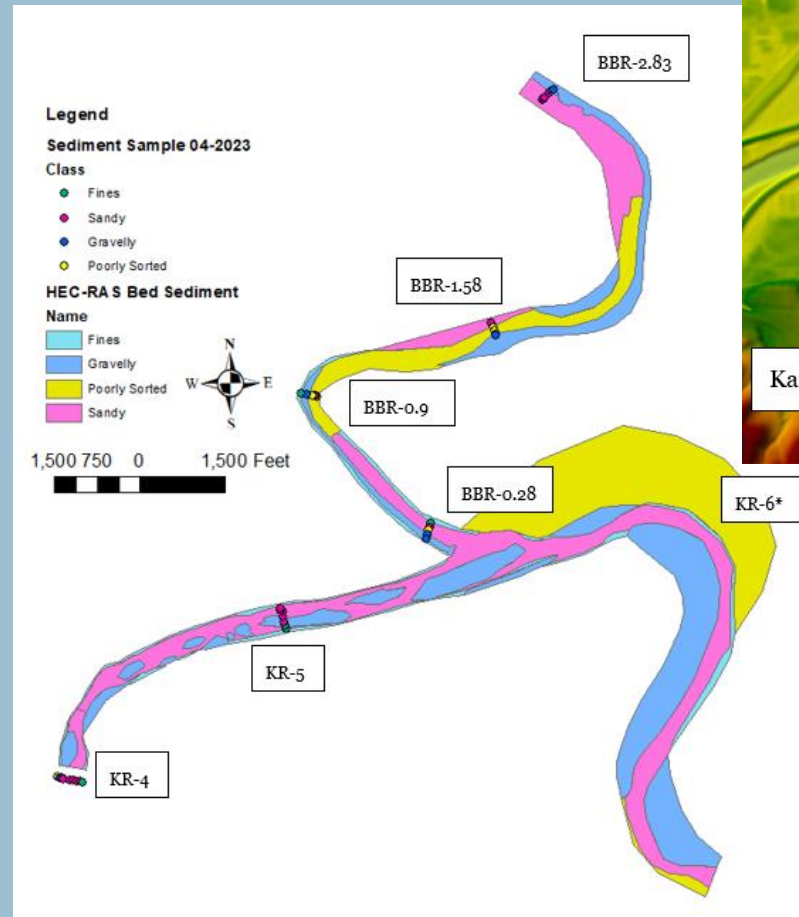 Legend
Sediment Sample 04-2023
Class
Fines
Sandy
Gravelly
Poorly Sorted
HEC-RAS Bed Sediment
Name
Fines
Gravelly
Poorly Sorted
Sandy
N
W
E
S
1,500 750 0 1,500 Feet
BBR-2.83
BBR-1.58
BBR-0.9
BBR-0.28
KR-6*
KR-5
KR-4
Ka